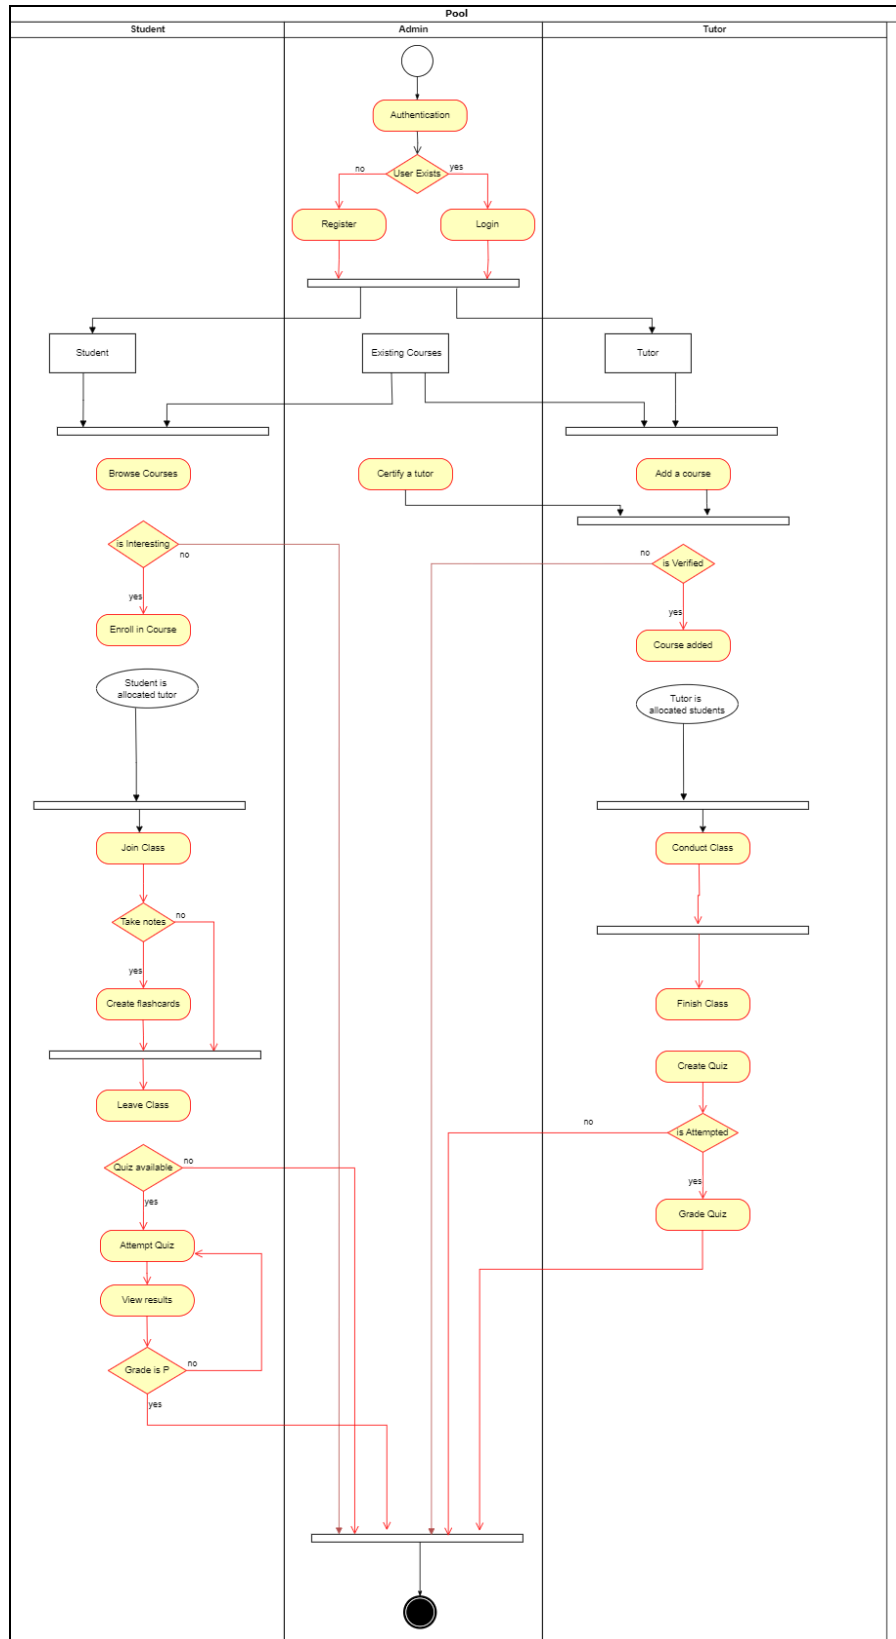 Pool
Student
Admin
Tutor
Authentication
User Exists
no
yes
Register
Login
Student
Existing Courses
Tutor
Browse Courses
Certify a tutor
Add a course
is Interesting
no
yes
Enroll in Course
no
is Verified
yes
Course added
Student is
allocated tutor
Tutor is
allocated students
Join Class
Conduct Class
Take notes
no
yes
Create flashcards
Finish Class
Leave Class
Create Quiz
no
is Attempted
yes
Grade Quiz
Quiz available
no
yes
Attempt Quiz
View results
Grade is P
no
yes